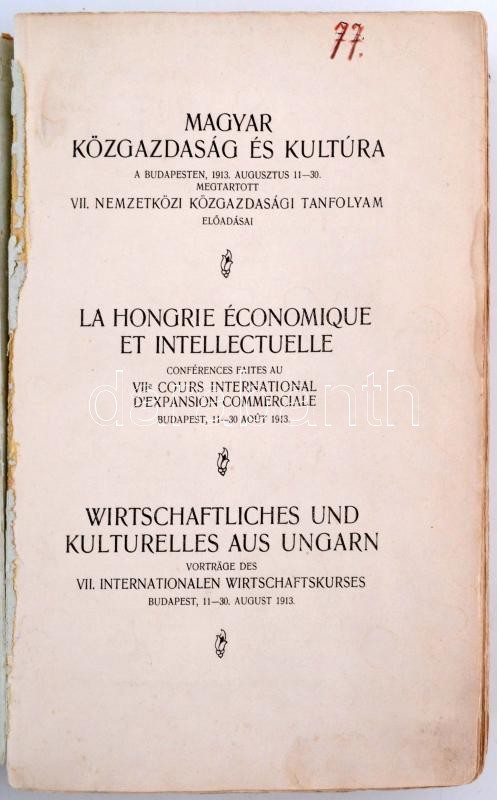 77.
MAGYAR
KÖZGAZDASÁG ÉS KULTÚRA
A BUDAPESTEN, 1913. AUGUSZTUS 11—30.
MEGTARTOTT
VII. NEMZETKÖZI KÖZGAZDASÁGI TANFOLYAM
ELŐADÁSAI
LA HONGRIE ÉCONOMIQUE
ET INTELLECTUELLE
CONFÉRENCES FAITES AU
VIIe COURS INTERNATIONAL
D'EXPANSION COMMERCIALE
BUDAPEST, 11—30 AOÛT 1913.
WIRTSCHAFTLICHES UND
KULTURELLES AUS UNGARN
VORTRÄGE DES
VII. INTERNATIONALEN WIRTSCHAFTSKURSES
BUDAPEST, 11—30. AUGUST 1913.